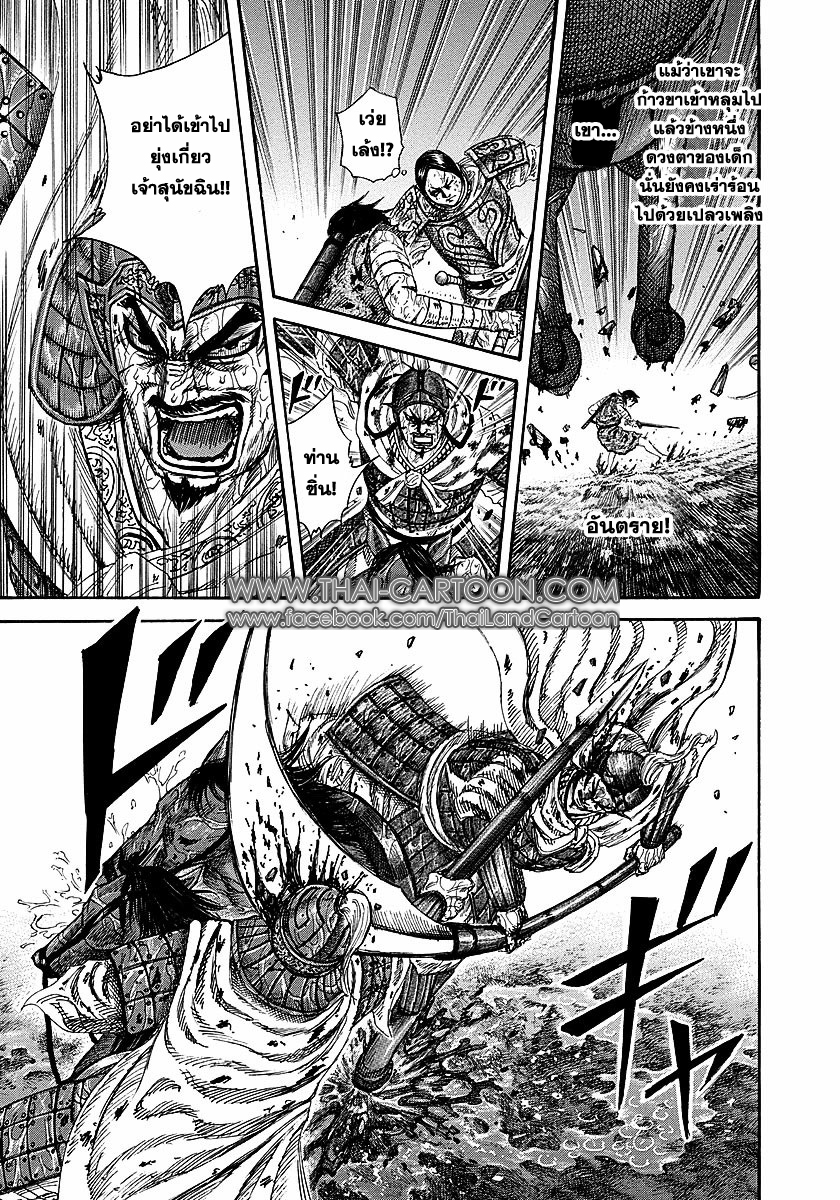 แม้ว่าเขาจะ
ก้าวขาเข้าหลุมไป
แล้วข้างหนึ่ง
ดวงตาของเด็ก
นั่นยังคงเร่าร้อน
ไปด้วยเปลวเพลิง
เขา...
อันตราย!
เว่ย
เล้ง!?
ท่าน
ซิ่น!
ドドド
อย่าได้เข้าไป
ยุ่งเกี่ยว
เจ้าสุนัขฉิน!!
WWW.THAI-CARTOON.COM
www.facebook.com/ThaiLandCartoon
ド
ギャ